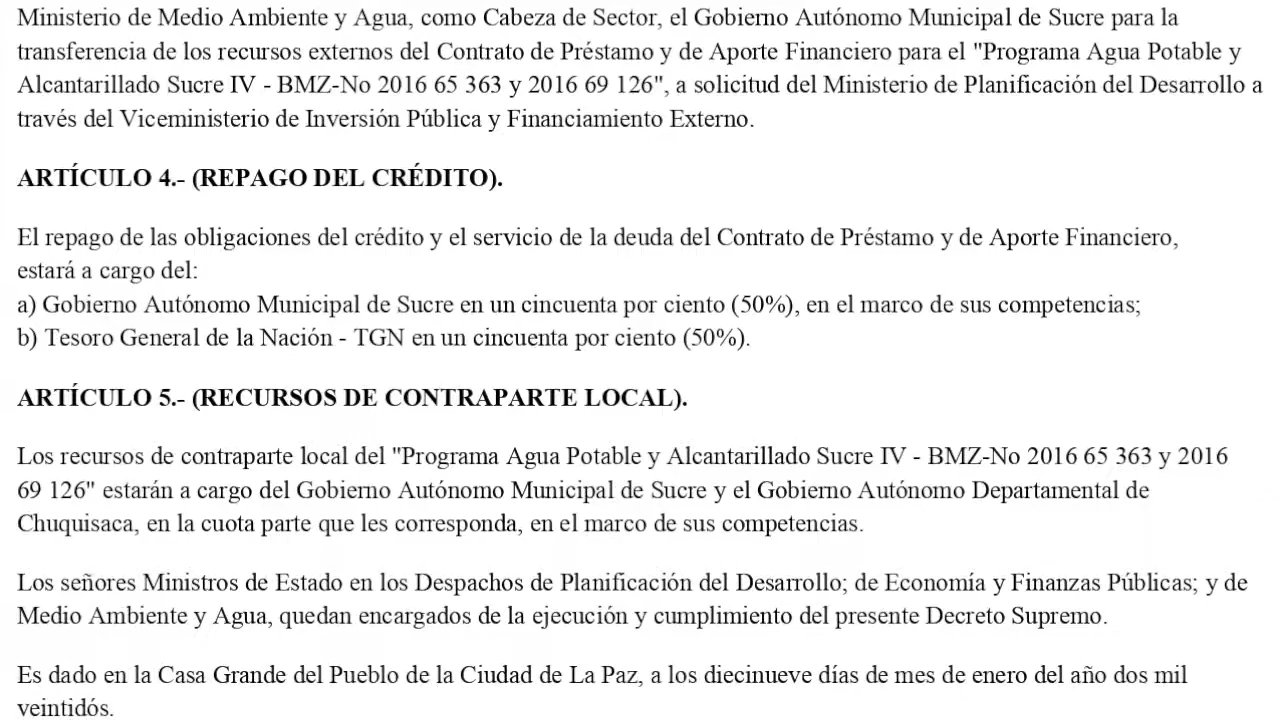 Ministerio de Medio Ambiente y Agua, como Cabeza de Sector, el Gobierno Autónomo Municipal de Sucre para la
transferencia de los recursos externos del Contrato de Préstamo y de Aporte Financiero para el "Programa Agua Potable y
Alcantarillado Sucre IV - BMZ-No 2016 65 363 y 2016 69 126", a solicitud del Ministerio de Planificación del Desarrollo a
través del Viceministerio de Inversión Pública y Financiamiento Externo.
ARTÍCULO 4.- (REPAGO DEL CRÉDITO).
El repago de las obligaciones del crédito y el servicio de la deuda del Contrato de Préstamo y de Aporte Financiero,
estará a cargo del:
a) Gobierno Autónomo Municipal de Sucre en un cincuenta por ciento (50%), en el marco de sus competencias;
b) Tesoro General de la Nación - TGN en un cincuenta por ciento (50%).
ARTÍCULO 5.- (RECURSOS DE CONTRAPARTE LOCAL).
Los recursos de contraparte local del "Programa Agua Potable y Alcantarillado Sucre IV - BMZ-No 2016 65 363 y 2016
69 126" estarán a cargo del Gobierno Autónomo Municipal de Sucre y el Gobierno Autónomo Departamental de
Chuquisaca, en la cuota parte que les corresponda, en el marco de sus competencias.
Los señores Ministros de Estado en los Despachos de Planificación del Desarrollo; de Economía y Finanzas Públicas; y de
Medio Ambiente y Agua, quedan encargados de la ejecución y cumplimiento del presente Decreto Supremo.
Es dado en la Casa Grande del Pueblo de la Ciudad de La Paz, a los diecinueve días de mes de enero del año dos mil
veintidós.